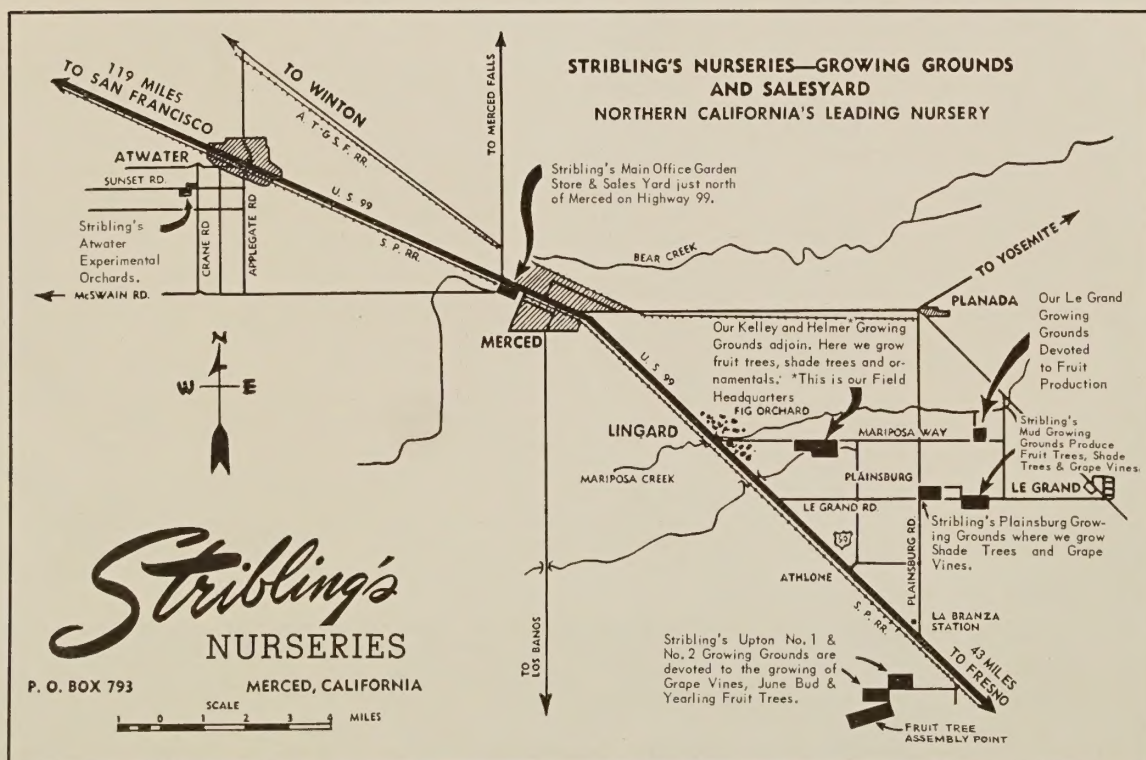 STRIBLING'S NURSERIES—GROWING GROUNDS
AND SALESYARD
NORTHERN CALIFORNIA'S LEADING NURSERY
119 MILES
TO SAN FRANCISCO
TO WINTON
A.T.&S.F. RR.
TO MERCED FALLS
ATWATER
SUNSET RD.
U.S 99
S.P. RR.
Stribling's
Atwater
Experimental
Orchards.
CRANE RD
APPLEGATE RD
McSWAIN RD.
Stribling's Main Office Garden
Store & Sales Yard just north
of Merced on Highway 99.
BEAR CREEK
TO YOSEMITE
PLANADA
MERCED
N
W E
Our Kelley and Helmer* Growing
Grounds adjoin. Here we grow
fruit trees, shade trees and or-
namentals. *This is our Field
Headquarters
Our Le Grand
Growing
Grounds
Devoted
to Fruit
Production
U.S 99
FIG ORCHARD
LINGARD
MARIPOSA WAY
MARIPOSA CREEK
Stribling's
Mud Growing
Grounds Produce
Fruit Trees, Shade
Trees & Grape Vines.
PLAINSBURG
LE GRAND
LE GRAND RD.
Stribling's Plainsburg Grow-
ing Grounds where we grow
Shade Trees and Grape
Vines.
99
PLAINSBURG RD.
ATHLONE
S.P. RR.
LA BRANZA
STATION
TO
LOS BANOS
43 MILES
TO FRESNO
Stribling's Upton No. 1 &
No. 2 Growing Grounds are
devoted to the growing of
Grape Vines, June Bud &
Yearling Fruit Trees.
FRUIT TREE
ASSEMBLY POINT
Stribling's
NURSERIES
P. O. BOX 793 MERCED, CALIFORNIA
SCALE
1 0 1 2 3 4 MILES